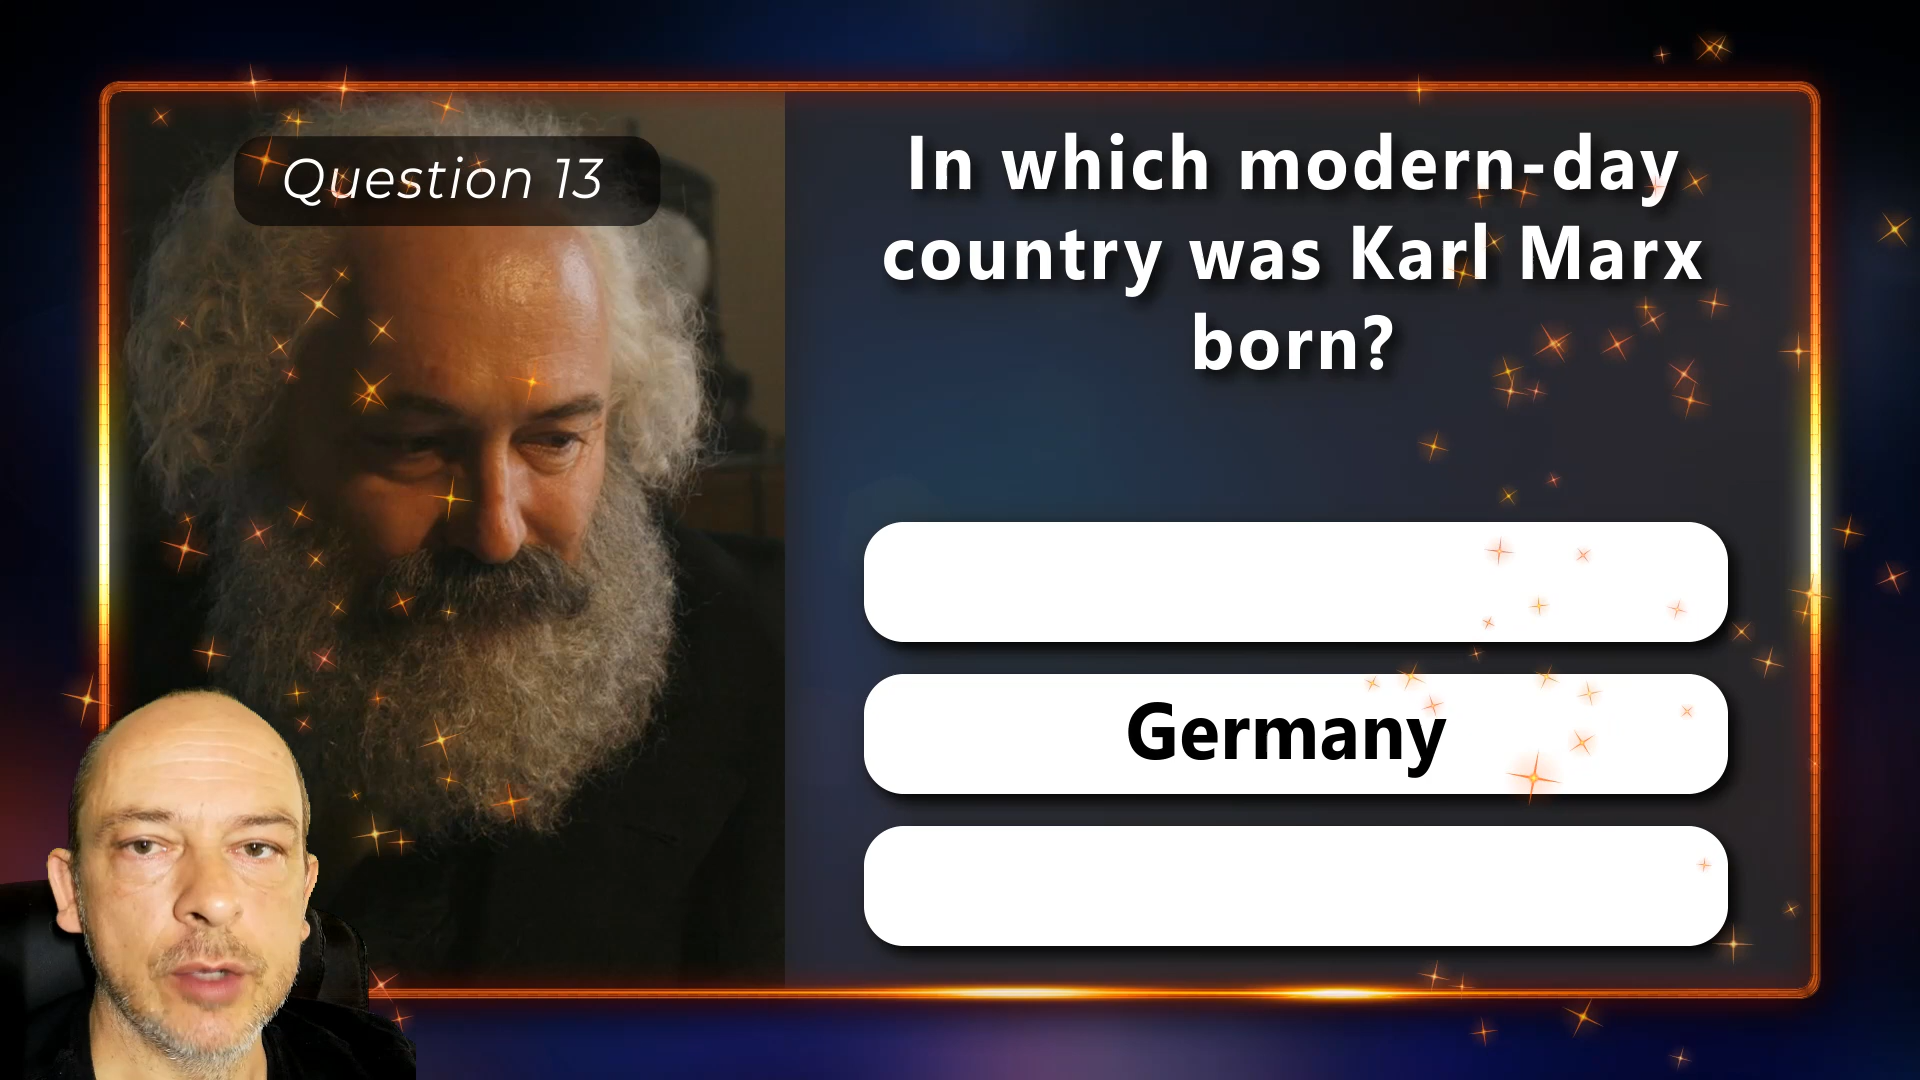 Question 13
In which modern-day
country was Karl Marx
born?
Germany